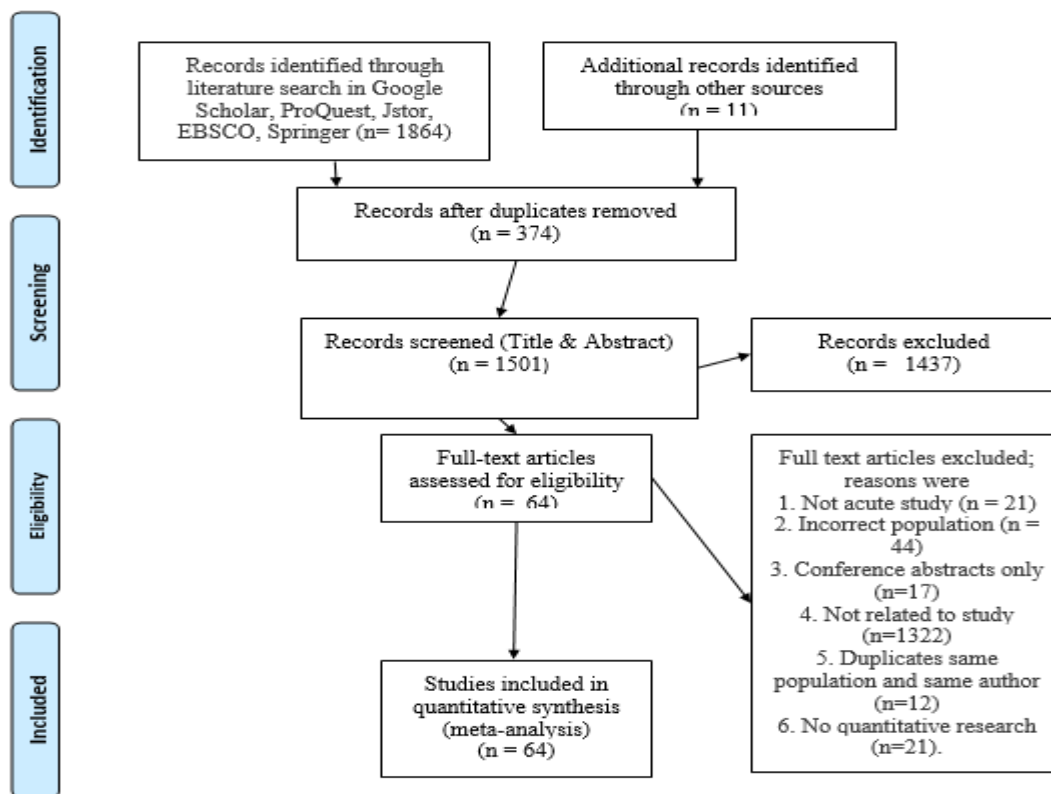 Identification
Records identified through
literature search in Google
Scholar, ProQuest, Jstor,
EBSCO, Springer (n= 1864)
Additional records identified
through other sources
(n = 11)
Records after duplicates removed
(n = 374)
Screening
Records screened (Title & Abstract)
(n = 1501)
Records excluded
(n = 1437)
Eligibility
Full-text articles
assessed for eligibility
(n = 64)
Full text articles excluded;
reasons were
1. Not acute study (n = 21)
2. Incorrect population (n =
44)
3. Conference abstracts only
(n=17)
4. Not related to study
(n=1322)
5. Duplicates same
population and same author
(n=12)
6. No quantitative research
(n=21).
Included
Studies included in
quantitative synthesis
(meta-analysis)
(n = 64)